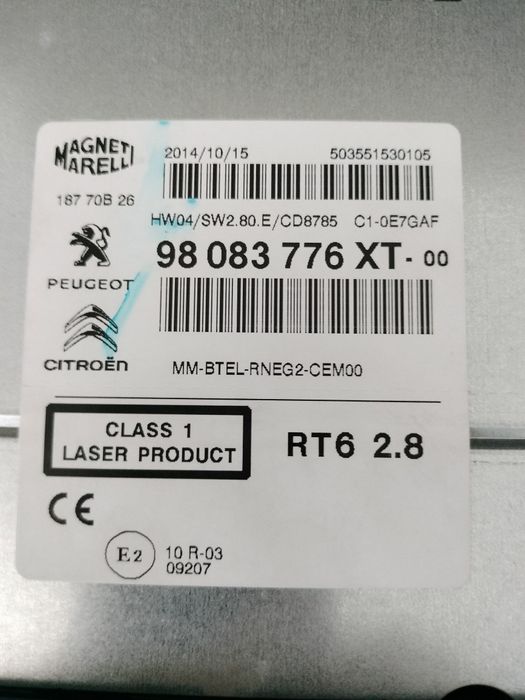 MAGNETI
MARELLI
2014/10/15 503551530105
187 70B 26
HW04/SW2.80.E/CD8785 C1-0E7GAF
98 083 776 XT- 00
PEUGEOT
CITROËN
MM-BTEL-RNEG2-CEM00
CLASS 1
LASER PRODUCT
RT6 2.8
CE
E2
10 R-03
09207